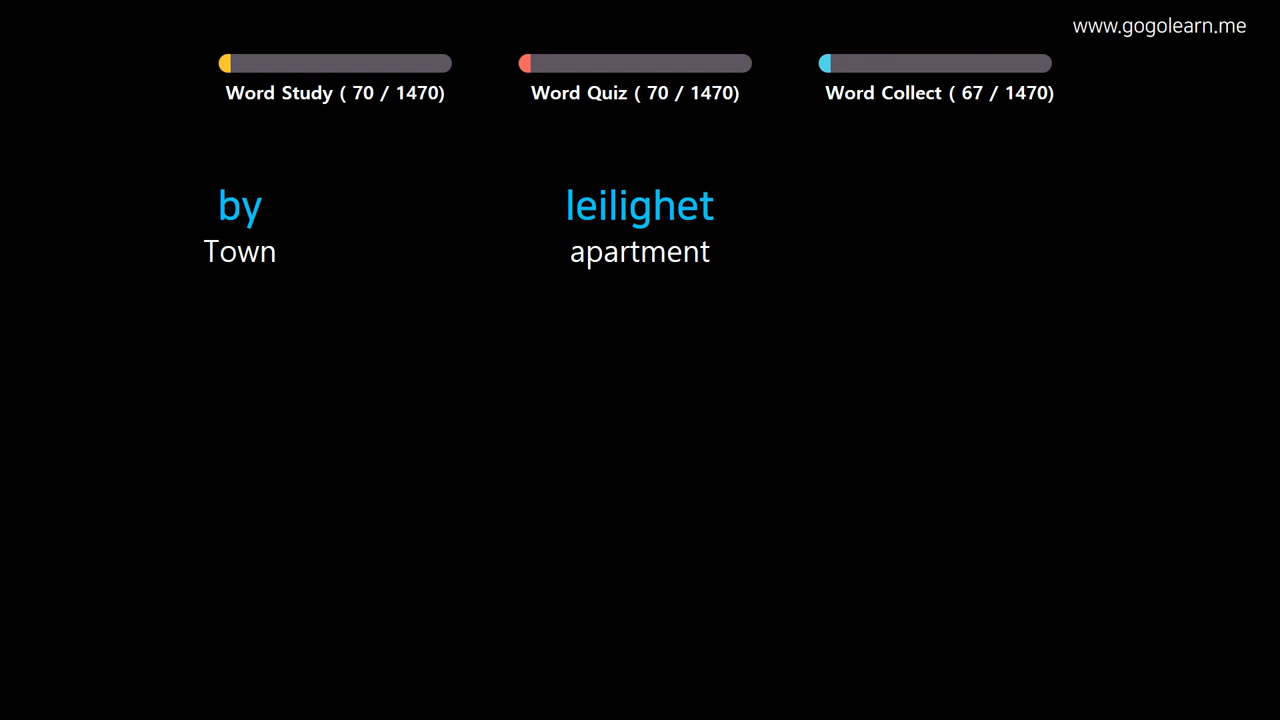 www.gogolearn.me
Word Study ( 70 / 1470)
Word Quiz ( 70 / 1470)
Word Collect ( 67 / 1470)
by
Town
leilighet
apartment